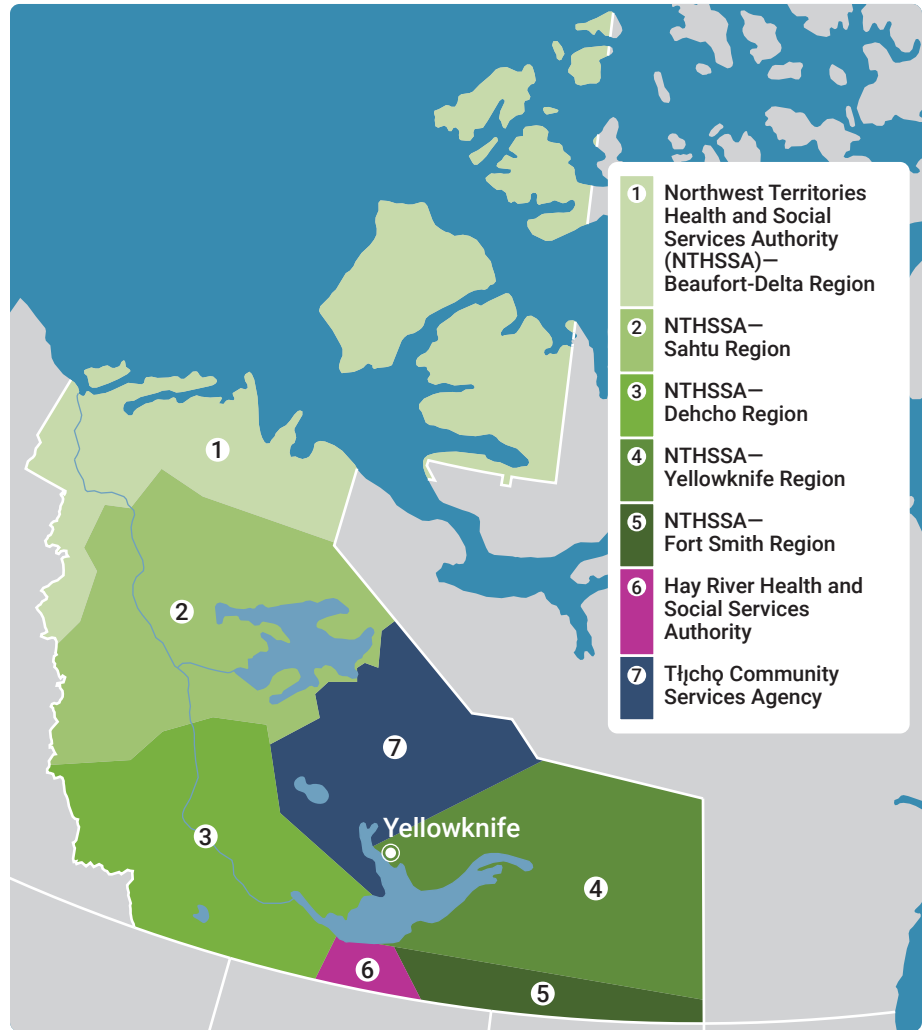 1
Northwest Territories
Health and Social
Services Authority
(NTHSSA)—
Beaufort-Delta Region
2
NTHSSA—
Sahtu Region
3
NTHSSA—
Dehcho Region
4
NTHSSA—
Yellowknife Region
5
NTHSSA—
Fort Smith Region
6
Hay River Health and
Social Services
Authority
7
Tłįchǫ Community
Services Agency
1
2
7
3
Yellowknife
4
6
5